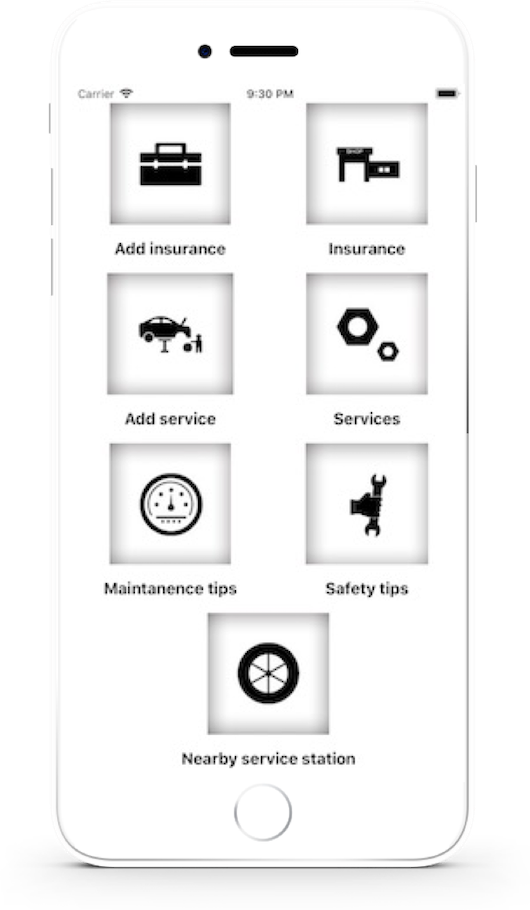 Carrier 9:30 PM
SHOP
Add insurance Insurance
Add service Services
Maintanence tips Safety tips
Nearby service station